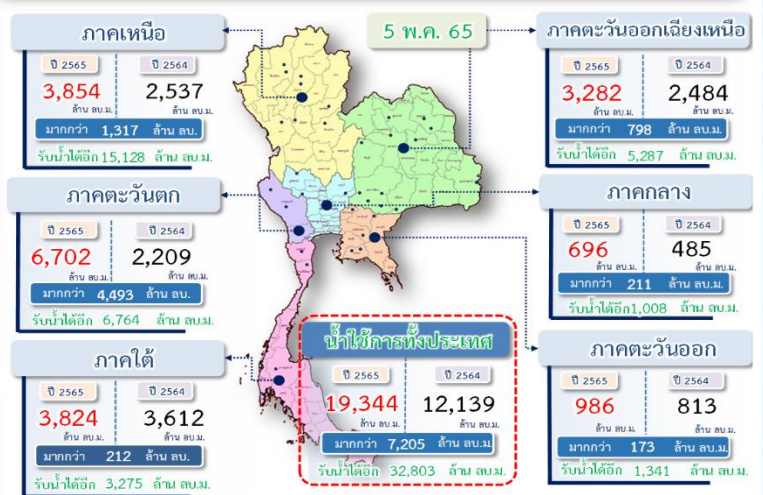 5 พ.ค. 65
ภาคเหนือ
ปี 2565 ปี 2564
3,854 2,537
ล้าน ลบ.ม. ล้าน ลบ.ม.
มากกว่า 1,317 ล้าน ลบ.
รับน้ำได้อีก 15,128 ล้าน ลบ.ม.
ภาคตะวันออกเฉียงเหนือ
ปี 2565 ปี 2564
3,282 2,484
ล้าน ลบ.ม. ล้าน ลบ.ม.
มากกว่า 798 ล้าน ลบ.ม.
รับน้ำได้อีก 5,287 ล้าน ลบ.ม.
ภาคตะวันตก
ปี 2565 ปี 2564
6,702 2,209
ล้าน ลบ.ม. ล้าน ลบ.ม.
มากกว่า 4,493 ล้าน ลบ.
รับน้ำได้อีก 6,764 ล้าน ลบ.ม.
ภาคกลาง
ปี 2565 ปี 2564
696 485
ล้าน ลบ.ม. ล้าน ลบ.ม.
มากกว่า 211 ล้าน ลบ.ม.
รับน้ำได้อีก1,008 ล้าน ลบ.ม.
ภาคใต้
ปี 2565 ปี 2564
3,824 3,612
ล้าน ลบ.ม. ล้าน ลบ.ม.
มากกว่า 212 ล้าน ลบ.
รับน้ำได้อีก 3,275 ล้าน ลบ.ม.
น้ำใช้การทั้งประเทศ
ปี 2565 ปี 2564
19,344 12,139
ล้าน ลบ.ม. ล้าน ลบ.ม.
มากกว่า 7,205 ล้าน ลบ.ม.
รับน้ำได้อีก 32,803 ล้าน ลบ.ม.
ภาคตะวันออก
ปี 2565 ปี 2564
986 813
ล้าน ลบ.ม. ล้าน ลบ.ม.
มากกว่า 173 ล้าน ลบ.ม.
รับน้ำได้อีก 1,341 ล้าน ลบ.ม.